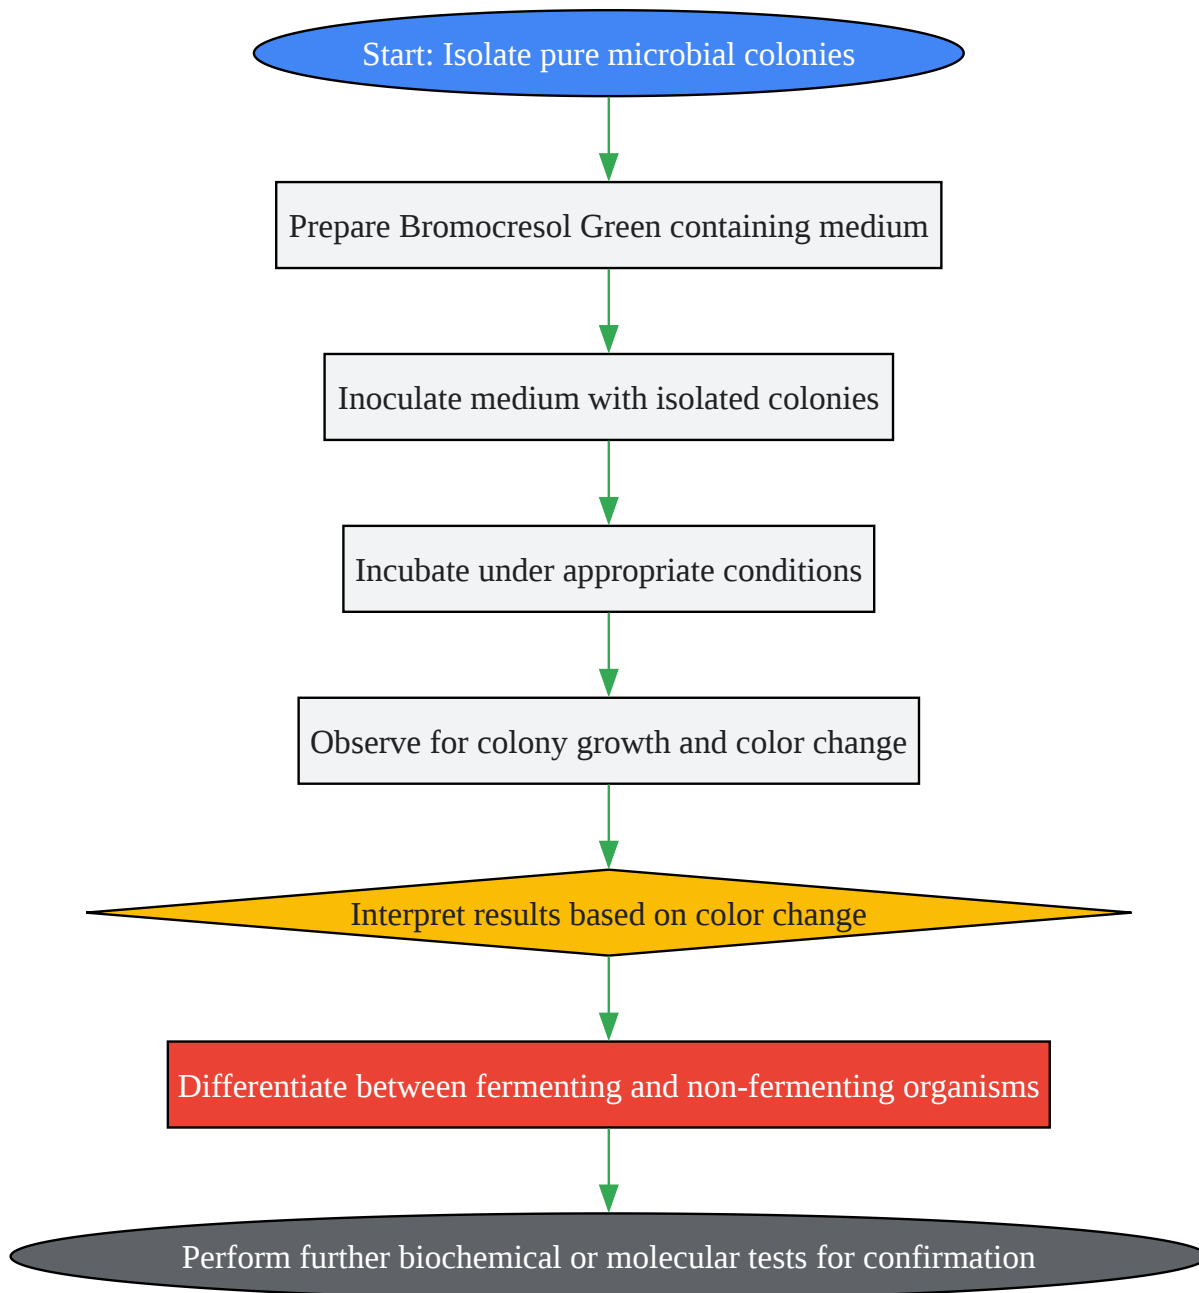 Start: Isolate pure microbial colonies
Prepare Bromocresol Green containing medium
Inoculate medium with isolated colonies
Incubate under appropriate conditions
Observe for colony growth and color change
Interpret results based on color change
Differentiate between fermenting and non-fermenting organisms
Perform further biochemical or molecular tests for confirmation